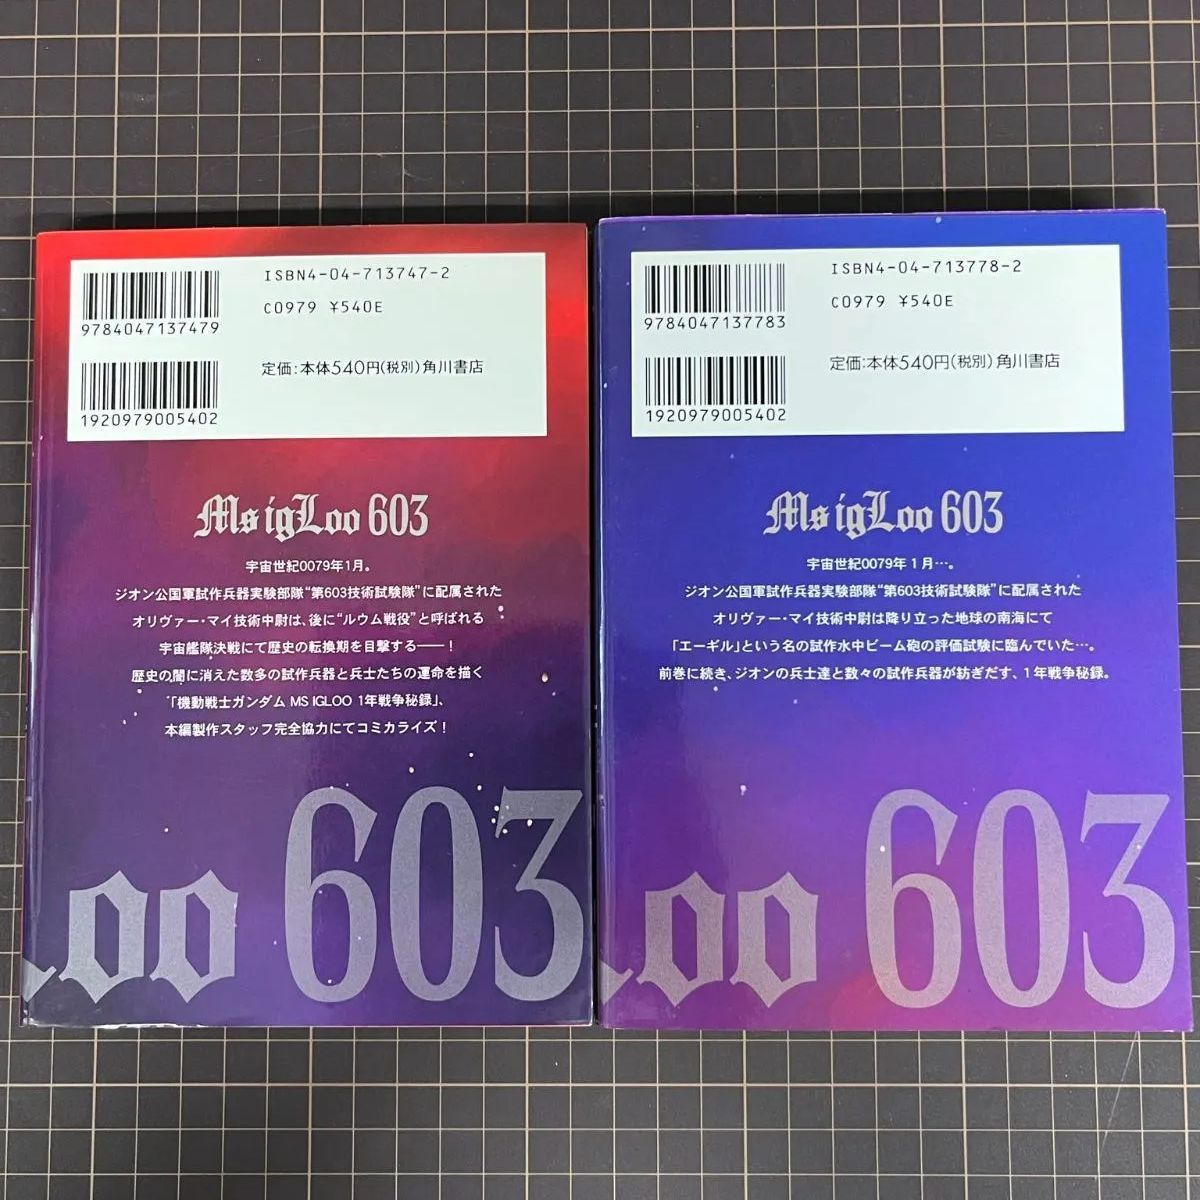 ISBN4-04-713747-2
C0979 ¥540E
9784047137479
定価:本体540円(税別)角川書店
1920979005402
Ms igLoo 603
宇宙世紀0079年1月。
ジオン公国軍試作兵器実験部隊“第603技術試験隊”に配属された
オリヴァー・マイ技術中尉は、後に“ルウム戦役”と呼ばれる
宇宙艦隊決戦にて歴史の転換期を目撃する――！
歴史の闇に消えた数多の試作兵器と兵士たちの運命を描く
「機動戦士ガンダム MS IGLOO 1年戦争秘録」、
本編製作スタッフ完全協力にてコミカライズ！
Loo 603
ISBN4-04-713778-2
C0979 ¥540E
9784047137783
定価:本体540円(税別)角川書店
1920979005402
Ms igLoo 603
宇宙世紀0079年1月…。
ジオン公国軍試作兵器実験部隊“第603技術試験隊”に配属された
オリヴァー・マイ技術中尉は降り立った地球の南海にて
「エーギル」という名の試作水中ビーム砲の評価試験に臨んでいた…。
前巻に続き、ジオンの兵士達と数々の試作兵器が紡ぎだす、1年戦争秘録。
Loo 603